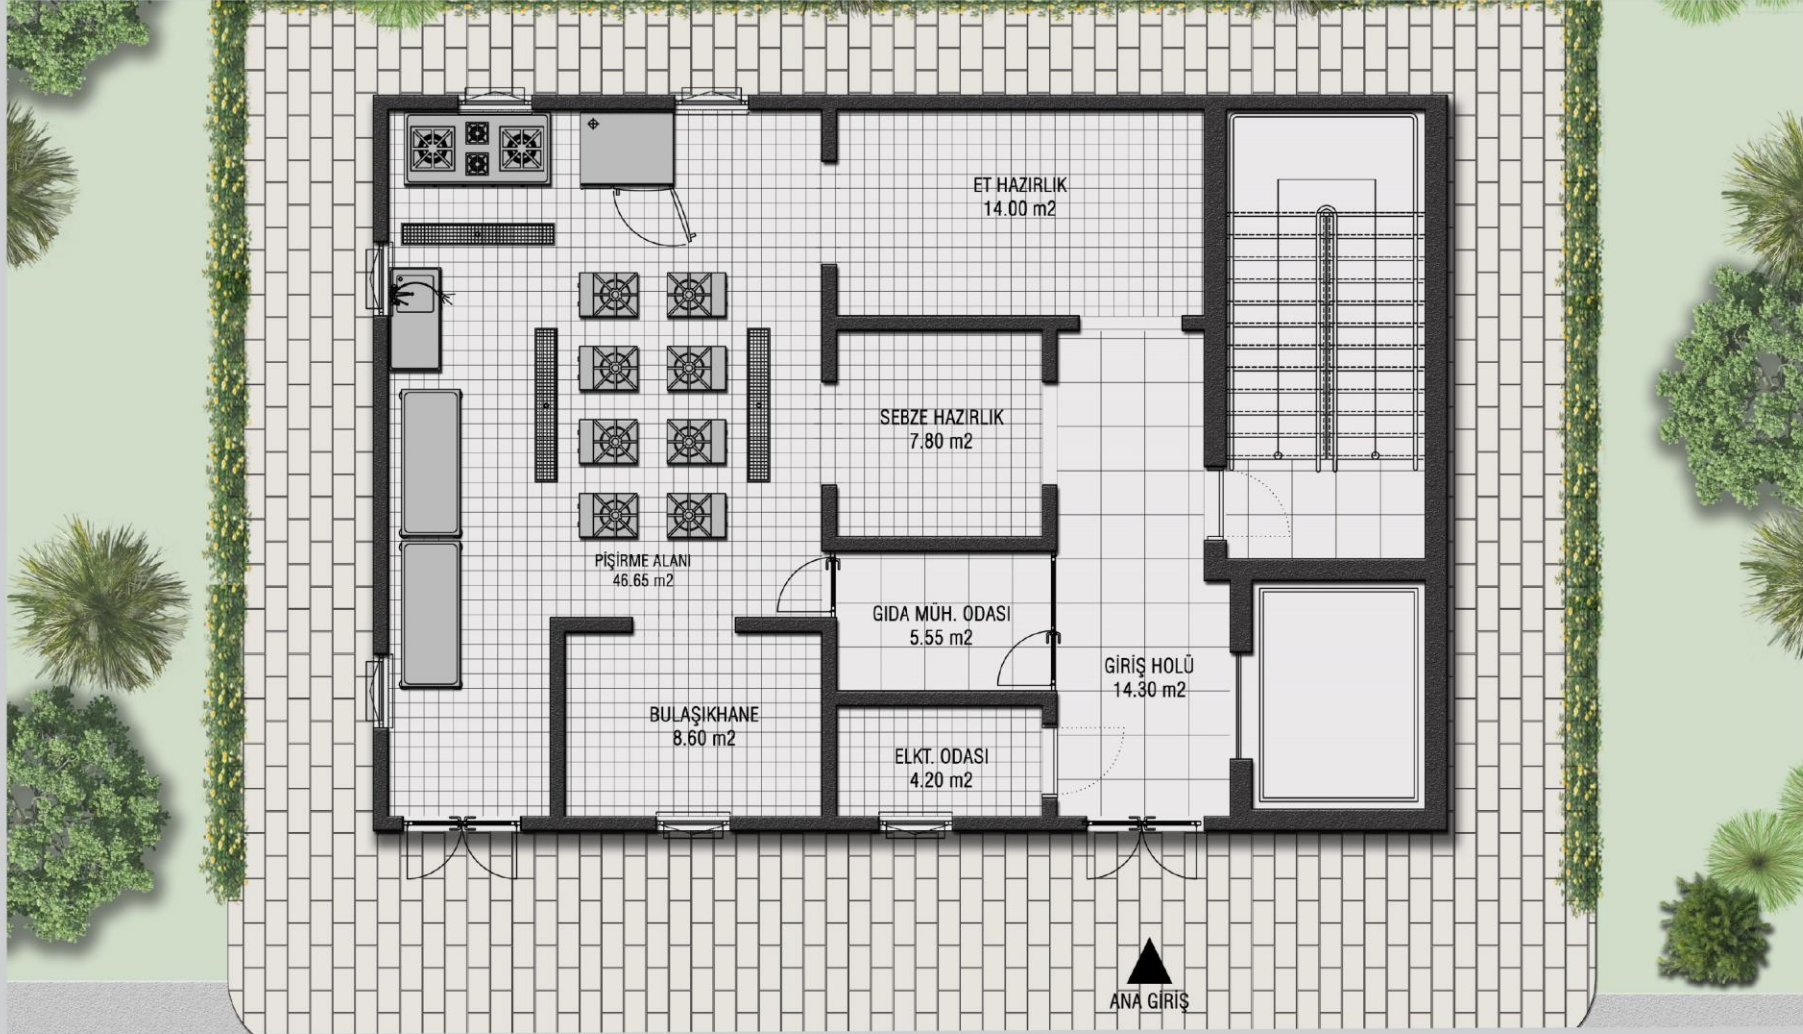 ET HAZIRLIK
14.00 m2
SEBZE HAZIRLIK
7.80 m2
PİŞİRME ALANI
46.65 m2
GIDA MÜH. ODASI
5.55 m2
GİRİŞ HOLÜ
14.30 m2
BULAŞIKHANE
8.60 m2
ELKT. ODASI
4.20 m2
ANA GİRİŞ